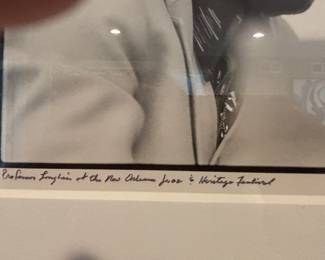 Professor Longhair at the New Orleans Jazz & Heritage Festival